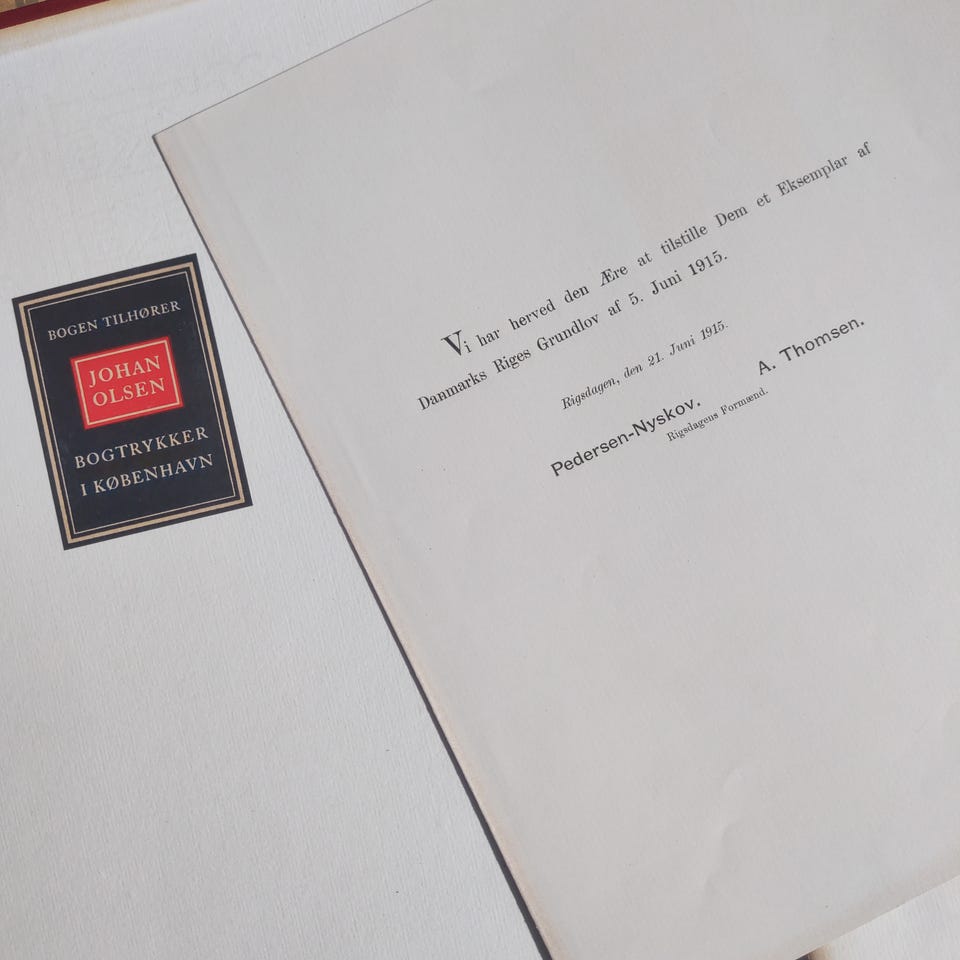 BOGEN TILHØRER
JOHAN
OLSEN
BOGTRYKKER
I KØBENHAVN
Vi har herved den Ære at tilstille Dem et Eksemplar af
Danmarks Riges Grundlov af 5. Juni 1915.
Rigsdagen, den 21. Juni 1915.
Pedersen-Nyskov. A. Thomsen.
Rigsdagens Formænd.